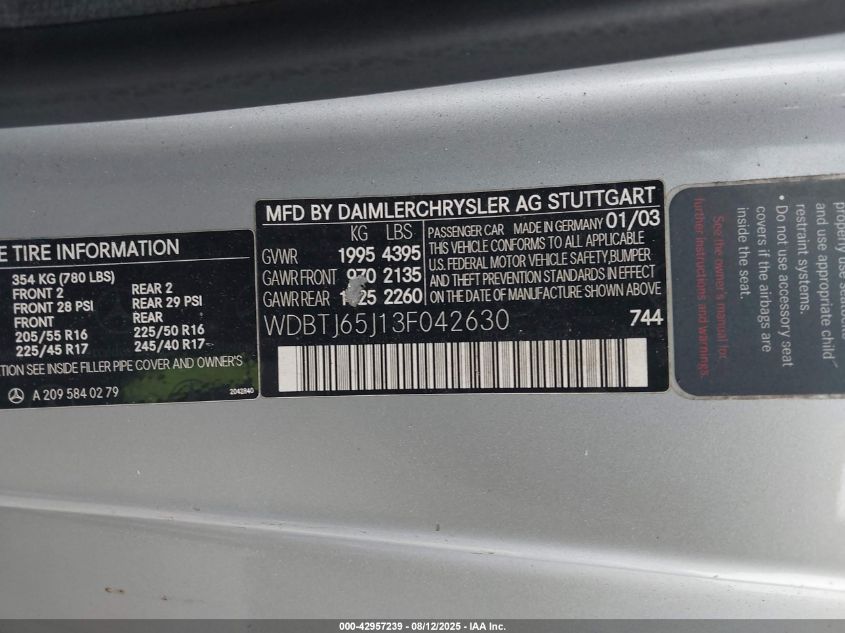 E TIRE INFORMATION
354 KG (780 LBS)
FRONT 2 REAR 2
FRONT 28 PSI REAR 29 PSI
FRONT REAR
205/55 R16 225/50 R16
225/45 R17 245/40 R17
TION SEE INSIDE FILLER PIPE COVER AND OWNER'S
A 209 584 02 79 2042840
MFD BY DAIMLERCHRYSLER AG STUTTGART
KG LBS
GVWR 1995 4395
GAWR FRONT 970 2135
GAWR REAR 2260
PASSENGER CAR MADE IN GERMANY 01/03
THIS VEHICLE CONFORMS TO ALL APPLICABLE
U.S. FEDERAL MOTOR VEHICLE SAFETY,BUMPER
AND THEFT PREVENTION STANDARDS IN EFFECT
ON THE DATE OF MANUFACTURE SHOWN ABOVE
WDBTJ65J13F042630 744
properly use
and use appropriate
child restraint
restraint systems.
• Do not use accessory seat
covers if the airbags are
inside the seat.
See the owner's manual for
further instructions and warnings.
000-42957239 - 08/12/2025 - IAA Inc.